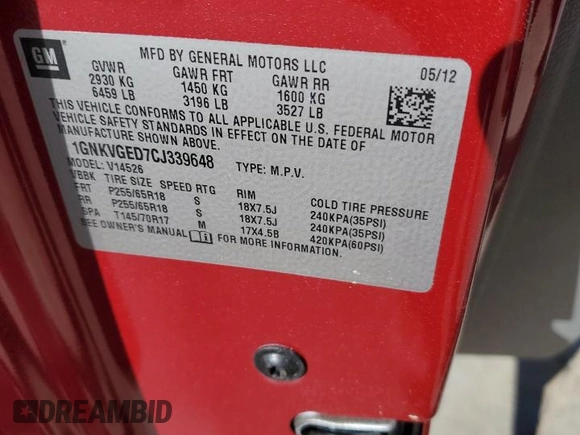 GM
MFD BY GENERAL MOTORS LLC
05/12
GVWR GAWR FRT GAWR RR
2930 KG 1450 KG 1600 KG
6459 LB 3196 LB 3527 LB
THIS VEHICLE CONFORMS TO ALL APPLICABLE U.S. FEDERAL MOTOR
VEHICLE SAFETY STANDARDS IN EFFECT ON THE DATE OF
MANUFACTURE SHOWN ABOVE.
1GNKVGED7CJ339648 TYPE: M.P.V.
MODEL: V14526
VBBK TIRE SIZE SPEED RTG RIM COLD TIRE PRESSURE
FRT P255/65R18 S 18X7.5J 240KPA(35PSI)
RR P255/65R18 S 18X7.5J 240KPA(35PSI)
SPA T145/70R17 M 17X4.5B 420KPA(60PSI)
SEE OWNER'S MANUAL FOR MORE INFORMATION.
DREAMBID